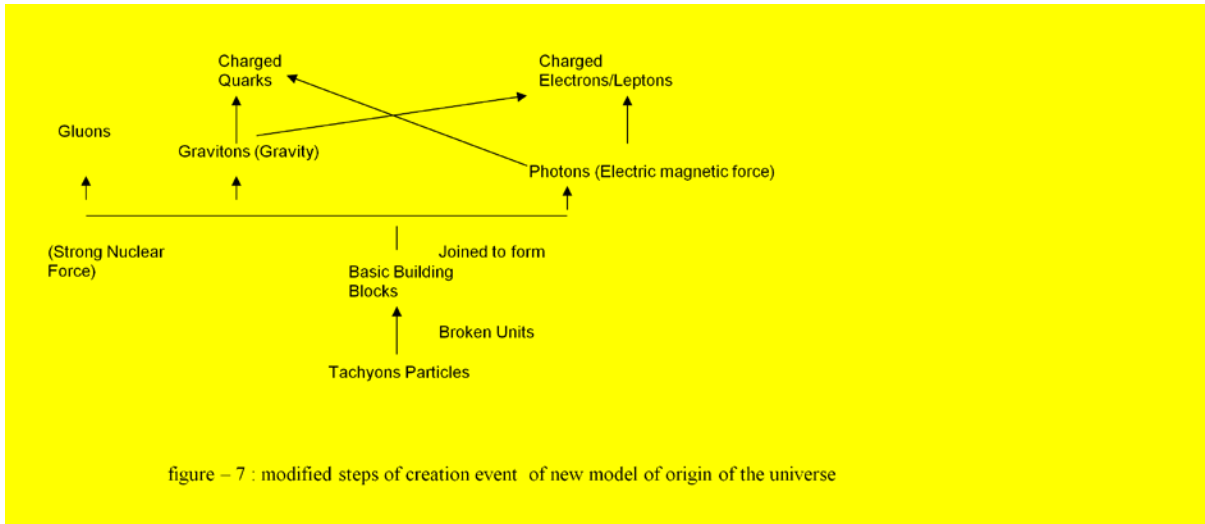 Charged
Quarks
Charged
Electrons/Leptons
Gluons
Gravitons (Gravity)
Photons (Electric magnetic force)
(Strong Nuclear
Force)
Joined to form
Basic Building
Blocks
Broken Units
Tachyons Particles
figure – 7 : modified steps of creation event of new model of origin of the universe